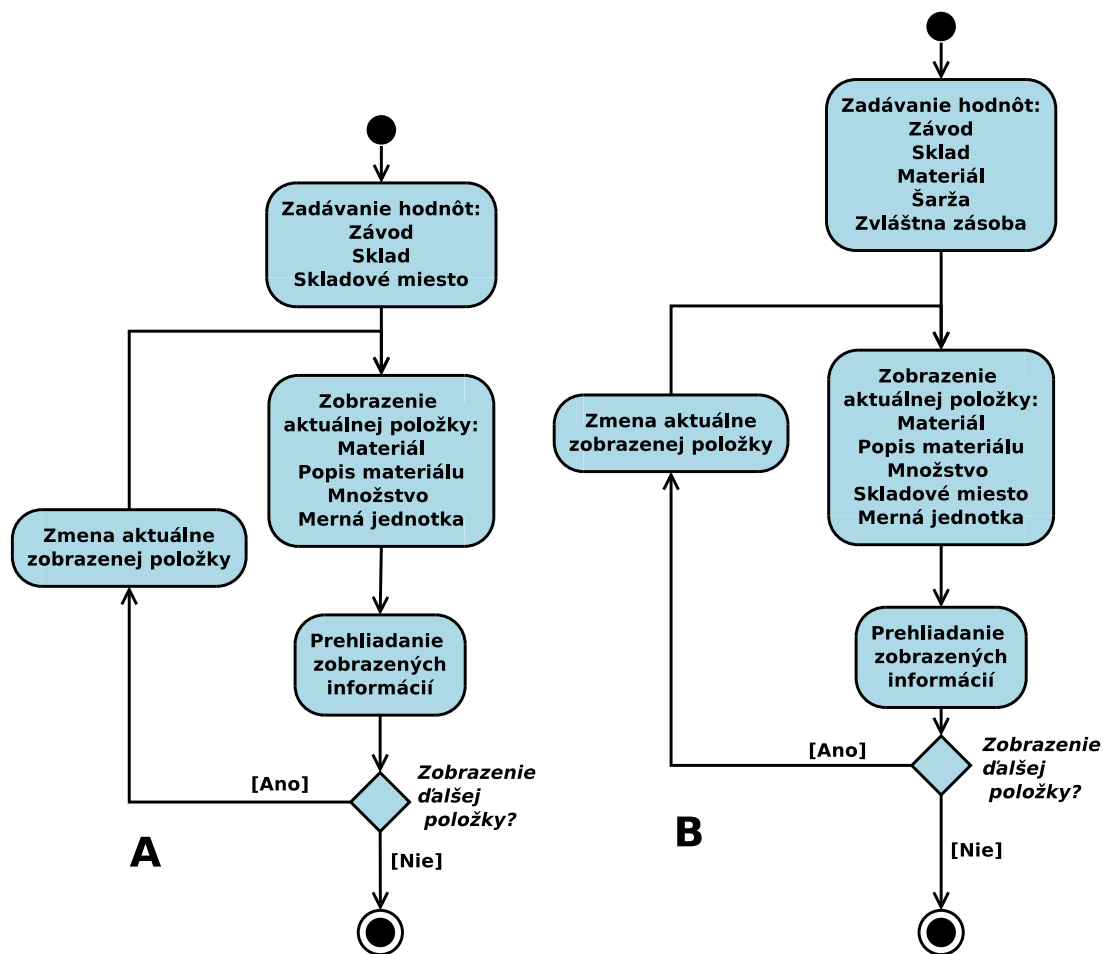 Zadávanie hodnôt:
Závod
Sklad
Skladové miesto
Zobrazenie
aktuálnej položky:
Materiál
Popis materiálu
Množstvo
Merná jednotka
Zmena aktuálne
zobrazenej položky
Prehliadanie
zobrazených
informácií
[Ano]
Zobrazenie
ďalšej
položky?
[Nie]
A
Zadávanie hodnôt:
Závod
Sklad
Materiál
Šarža
Zvláštna zásoba
Zobrazenie
aktuálnej položky:
Materiál
Popis materiálu
Množstvo
Skladové miesto
Merná jednotka
Zmena aktuálne
zobrazenej položky
Prehliadanie
zobrazených
informácií
[Ano]
Zobrazenie
ďalšej
položky?
[Nie]
B